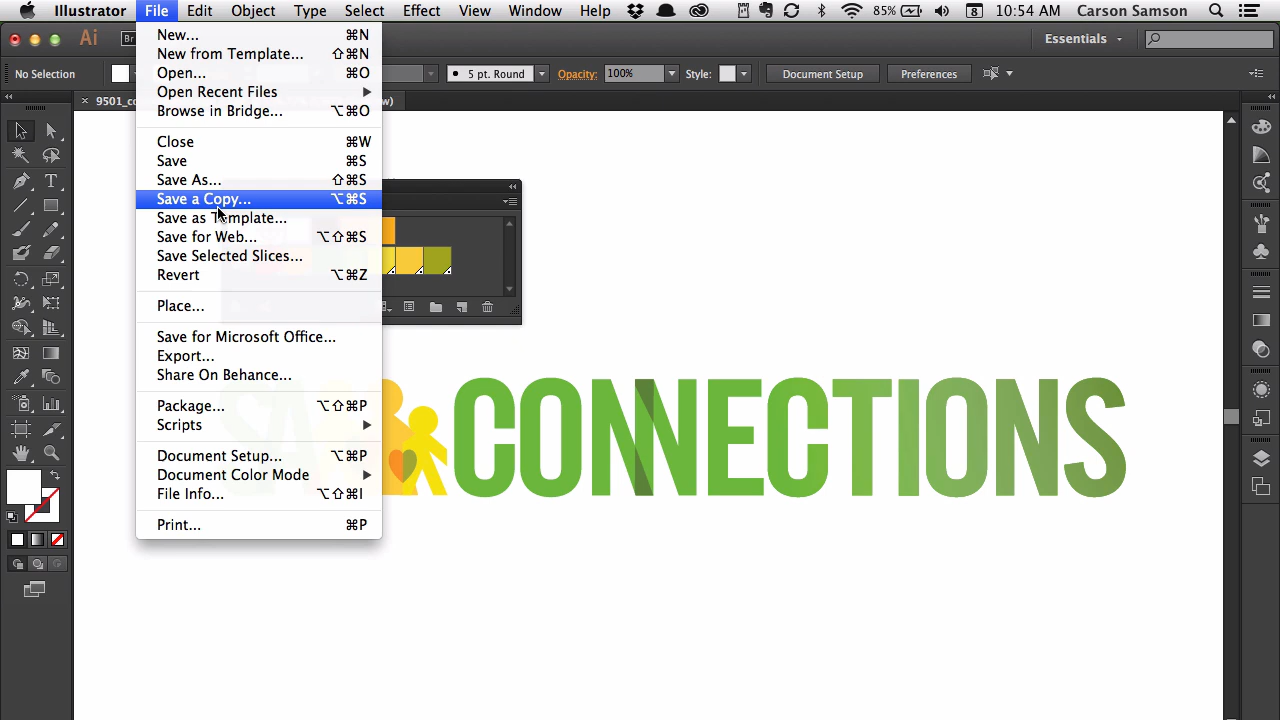 Illustrator File Edit Object Type Select Effect View Window Help 85% 8 10:54 AM Carson Samson
Ai Br Essentials
No Selection 5 pt. Round Opacity: 100% Style: Document Setup Preferences
9501_co
New... ⌘N
New from Template... ⇧⌘N
Open... ⌘O
Open Recent Files
Browse in Bridge... ⌥⌘O
Close ⌘W
Save ⌘S
Save As... ⇧⌘S
Save a Copy... ⌥⌘S
Save as Template...
Save for Web... ⌥⇧⌘S
Save Selected Slices...
Revert ⌥⌘Z
Place...
Save for Microsoft Office...
Export...
Share On Behance...
Package... ⌥⇧⌘P
Scripts
Document Setup... ⌥⌘P
Document Color Mode
File Info... ⌥⇧⌘I
Print... ⌘P
CONNECTIONS